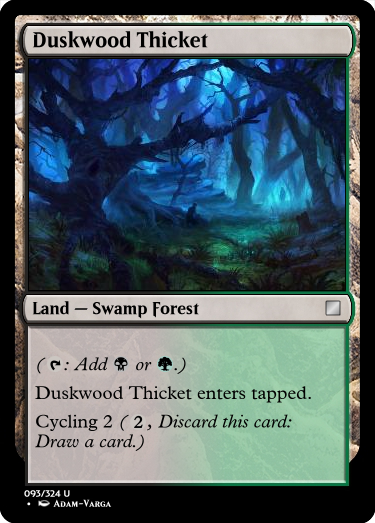 Duskwood Thicket
Land — Swamp Forest
( : Add or .)
Duskwood Thicket enters tapped.
Cycling 2 ( 2 , Discard this card:
Draw a card.)
093/324 U
• Adam-Varga